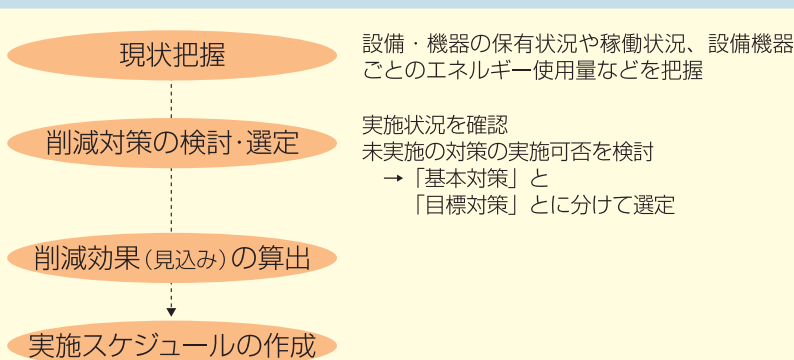 現状把握
設備・機器の保有状況や稼働状況、設備機器
ごとのエネルギー使用量などを把握
削減対策の検討・選定
実施状況を確認
未実施の対策の実施可否を検討
→「基本対策」と
「目標対策」とに分けて選定
削減効果(見込み)の算出
実施スケジュールの作成